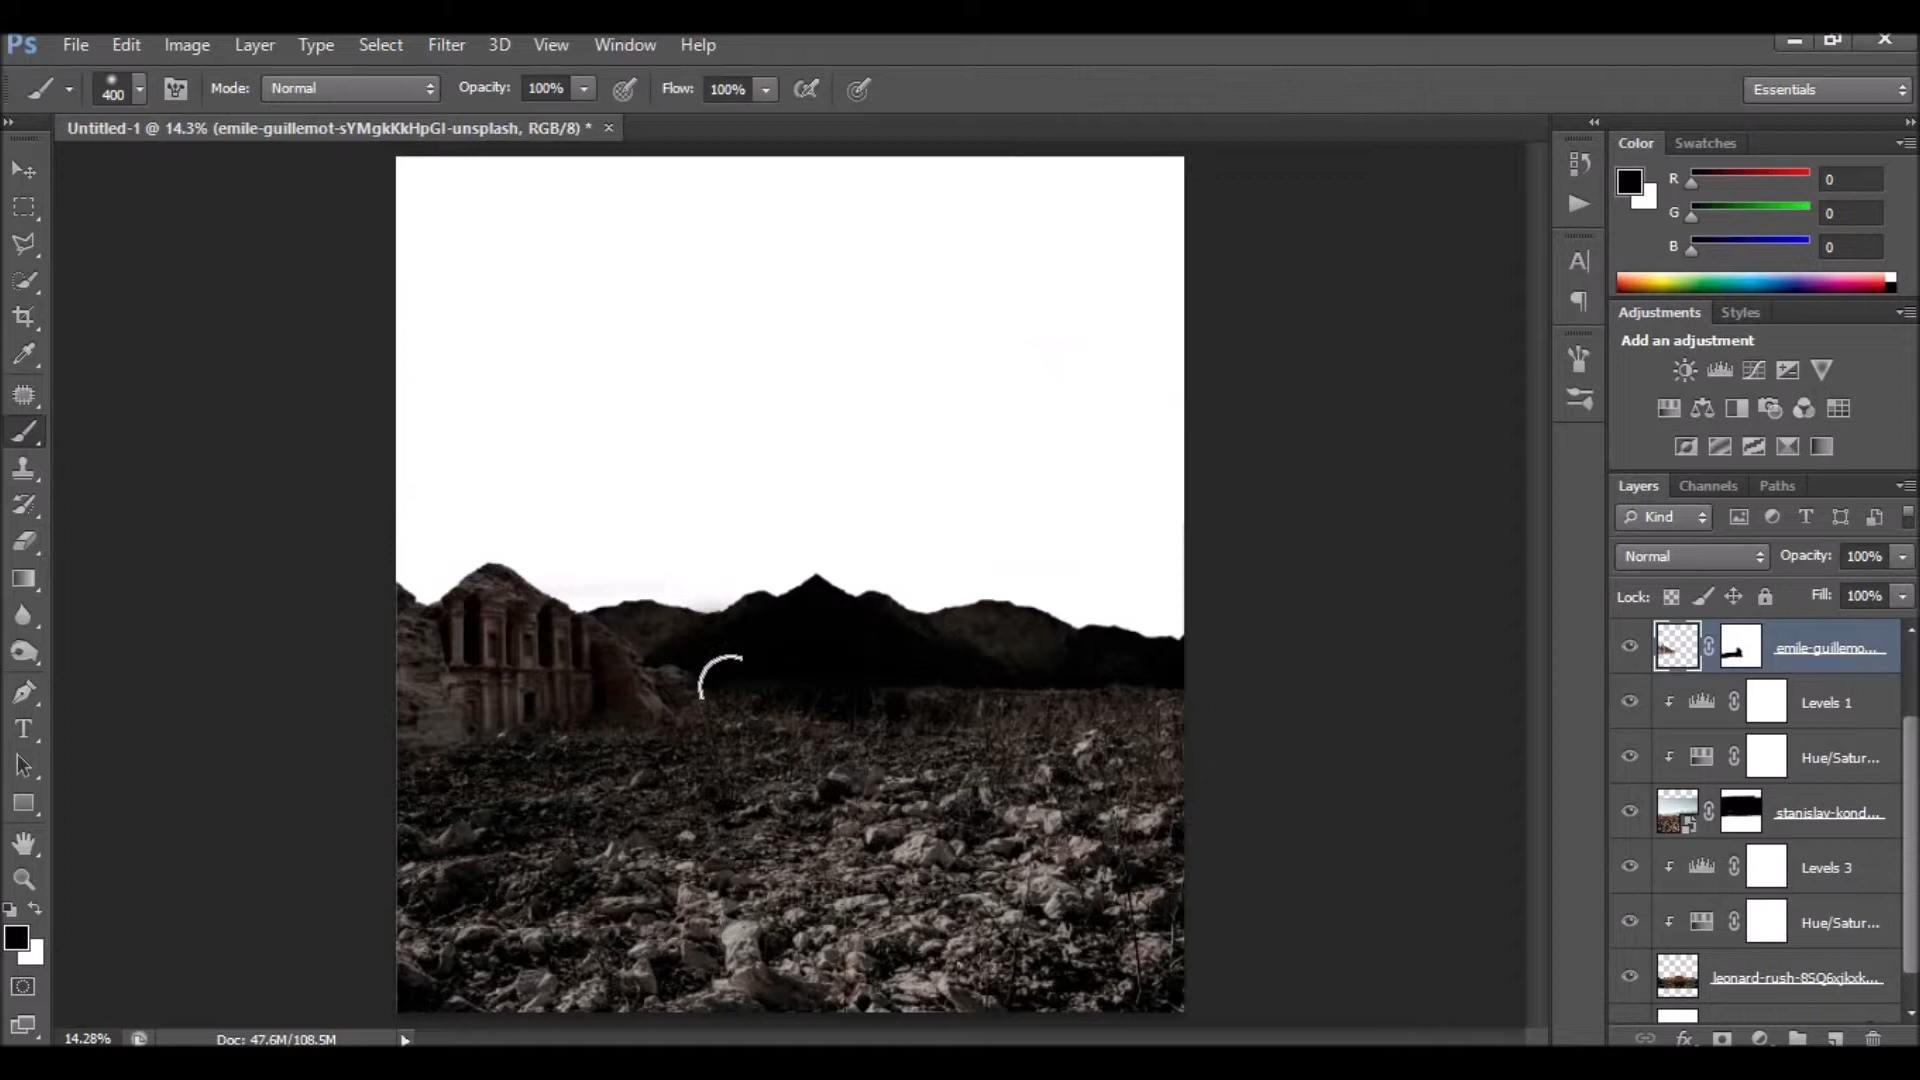 Ps File Edit Image Layer Type Select Filter 3D View Window Help
400 Mode: Normal Opacity: 100% Flow: 100% Essentials
Untitled-1 @ 14.3% (emile-guillemot-sYMgkKkHpGI-unsplash, RGB/8) * ×
Color Swatches
R 0
G 0
B 0
Adjustments Styles
Add an adjustment
Layers Channels Paths
Kind
Normal Opacity: 100%
Lock: Fill: 100%
emile-guillemo...
Levels 1
Hue/Satur...
stanislav-kond...
Levels 3
Hue/Satur...
leonard-rush-85Q6xjkxk...
14.28% Doc: 47.6M/108.5M